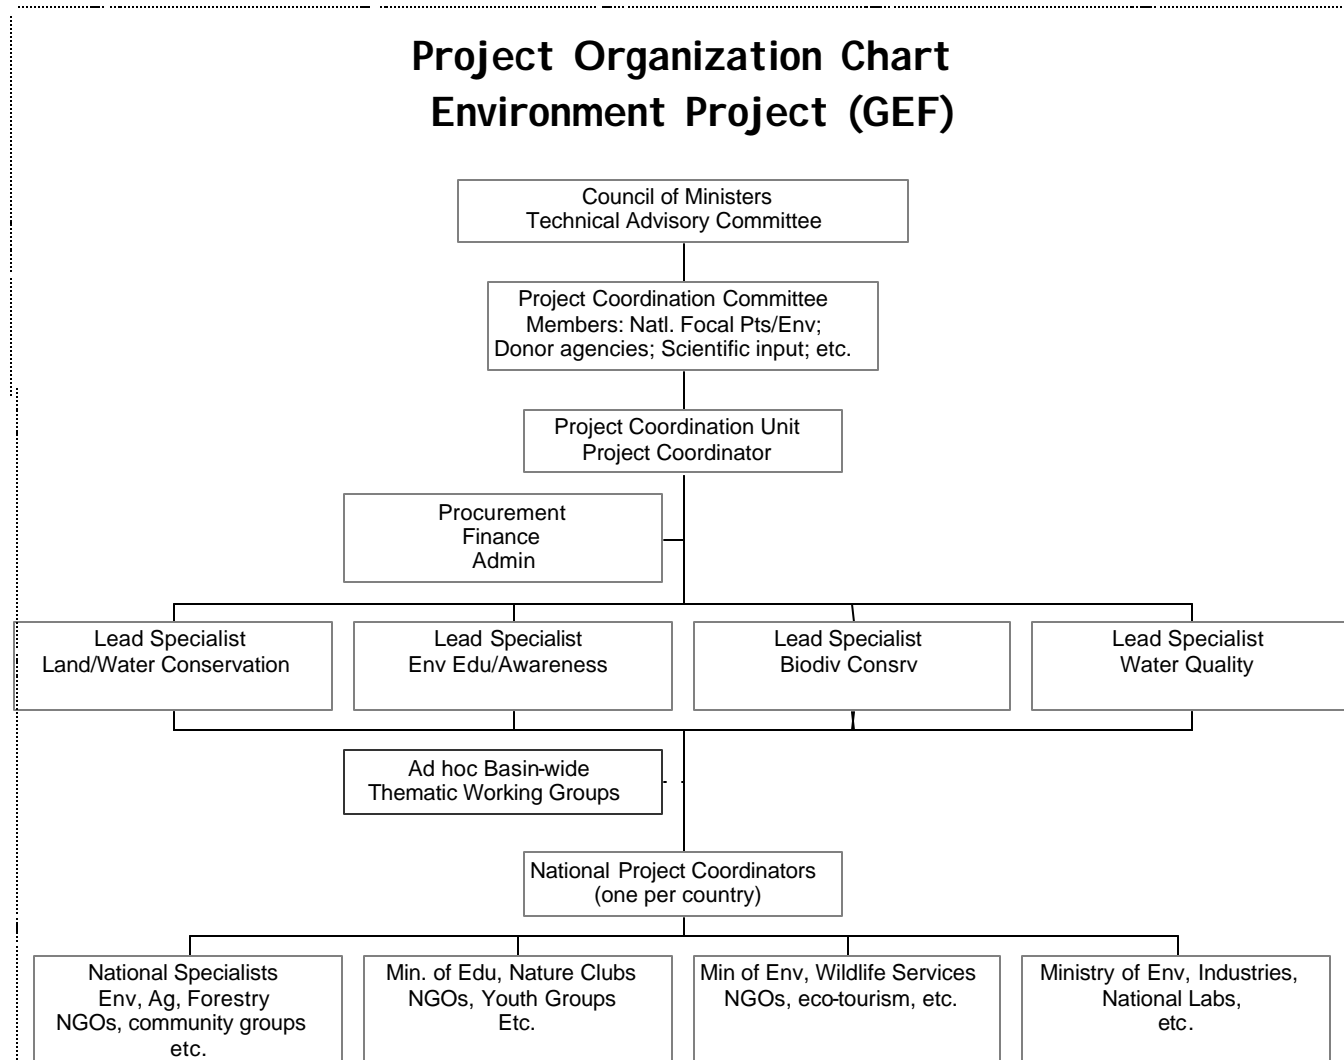 Project Organization Chart
Environment Project (GEF)
Council of Ministers
Technical Advisory Committee
Project Coordination Committee
Members: Natl. Focal Pts/Env;
Donor agencies; Scientific input; etc.
Project Coordination Unit
Project Coordinator
Procurement
Finance
Admin
Lead Specialist
Land/Water Conservation
Lead Specialist
Env Edu/Awareness
Lead Specialist
Biodiv Consrv
Lead Specialist
Water Quality
Ad hoc Basin-wide
Thematic Working Groups
National Project Coordinators
(one per country)
National Specialists
Env, Ag, Forestry
NGOs, community groups
etc.
Min. of Edu, Nature Clubs
NGOs, Youth Groups
Etc.
Min of Env, Wildlife Services
NGOs, eco-tourism, etc.
Ministry of Env, Industries,
National Labs,
etc.